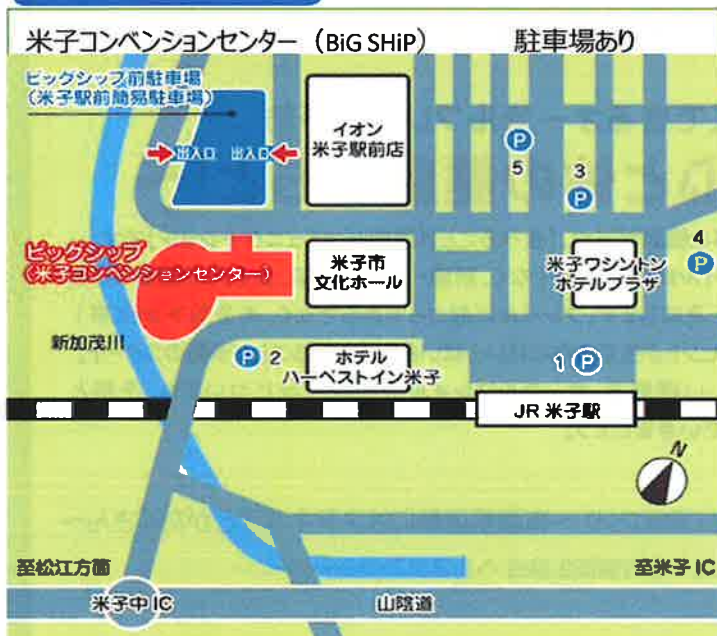 米子コンベンションセンター（BiG SHiP） 駐車場あり
ビッグシップ前駐車場
（米子駅前簡易駐車場）
出入口 出入口
イオン
米子駅前店
P
5
3
P
4
P
ビッグシップ
（米子コンベンションセンター）
米子市
文化ホール
米子ワシントン
ホテルプラザ
新加茂川
P 2
ホテル
ハーベストイン米子
1 P
JR 米子駅
N
至松江方面
至米子 IC
米子中 IC
山陰道